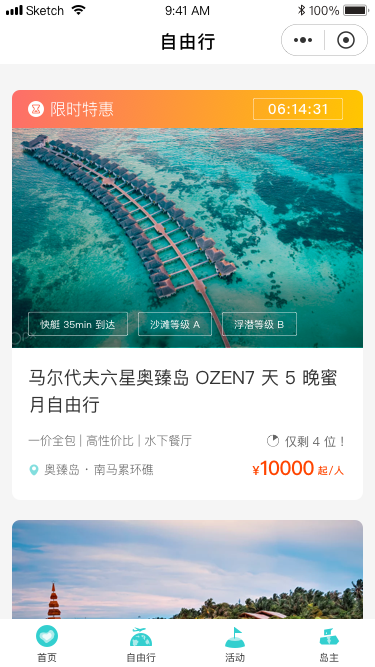 Sketch
9:41 AM
100%
自由行
限时特惠
06:14:31
快艇 35min 到达
沙滩等级 A
浮潜等级 B
马尔代夫六星奥臻岛 OZEN7 天 5 晚蜜
月自由行
一价全包 | 高性价比 | 水下餐厅
仅剩 4 位！
奥臻岛 · 南马累环礁
¥10000 起/人
首页
自由行
活动
岛主